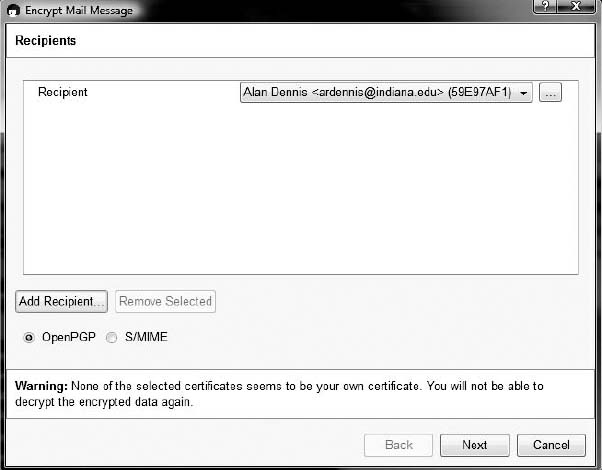 Encrypt Mail Message
Recipients
Recipient Alan Dennis <ardennis@indiana.edu> (59E97AF1) ...
Add Recipient... Remove Selected
OpenPGP S/MIME
Warning: None of the selected certificates seems to be your own certificate. You will not be able to
decrypt the encrypted data again.
Back Next Cancel